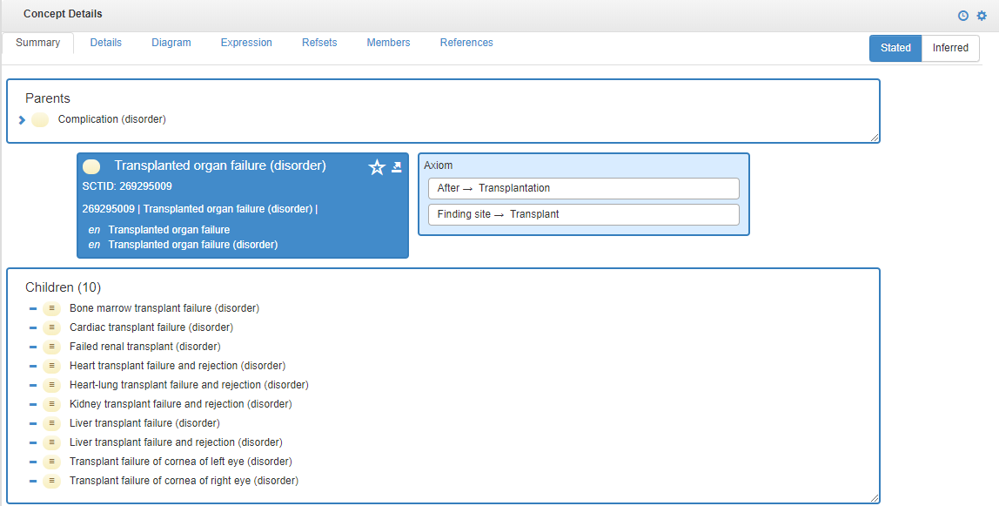 Concept Details
Summary Details Diagram Expression Refsets Members References Stated Inferred
Parents
Complication (disorder)
Transplanted organ failure (disorder)
SCTID: 269295009
269295009 | Transplanted organ failure (disorder) |
en Transplanted organ failure
en Transplanted organ failure (disorder)
Axiom
After → Transplantation
Finding site → Transplant
Children (10)
≡ Bone marrow transplant failure (disorder)
≡ Cardiac transplant failure (disorder)
≡ Failed renal transplant (disorder)
≡ Heart transplant failure and rejection (disorder)
≡ Heart-lung transplant failure and rejection (disorder)
≡ Kidney transplant failure and rejection (disorder)
≡ Liver transplant failure (disorder)
≡ Liver transplant failure and rejection (disorder)
≡ Transplant failure of cornea of left eye (disorder)
≡ Transplant failure of cornea of right eye (disorder)